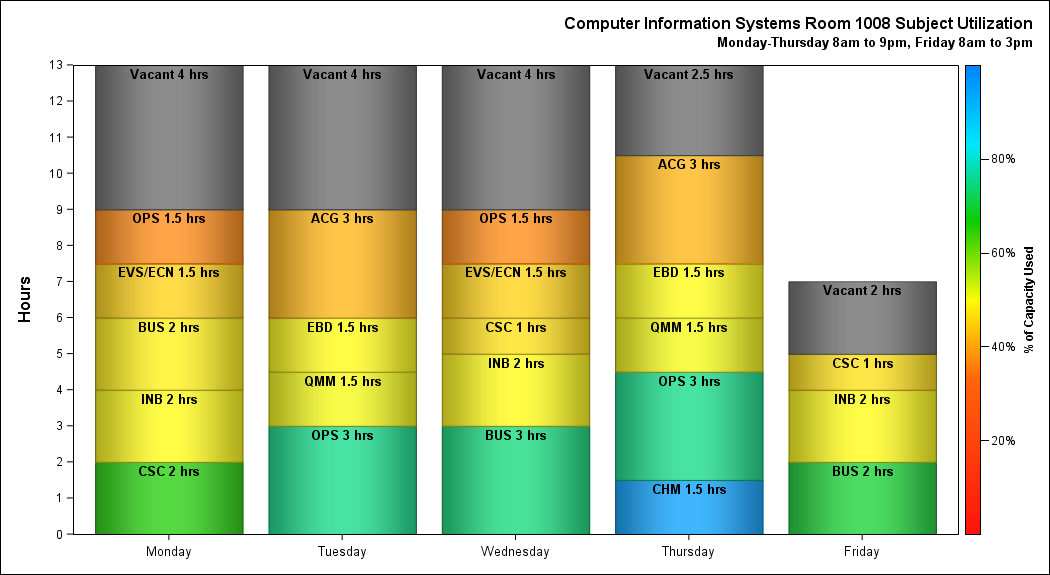 Computer Information Systems Room 1008 Subject Utilization
Monday-Thursday 8am to 9pm, Friday 8am to 3pm
Hours
13
12
11
10
9
8
7
6
5
4
3
2
1
0
Vacant 4 hrs
OPS 1.5 hrs
EVS/ECN 1.5 hrs
BUS 2 hrs
INB 2 hrs
CSC 2 hrs
Monday
Vacant 4 hrs
ACG 3 hrs
EBD 1.5 hrs
QMM 1.5 hrs
OPS 3 hrs
Tuesday
Vacant 4 hrs
OPS 1.5 hrs
EVS/ECN 1.5 hrs
CSC 1 hrs
INB 2 hrs
BUS 3 hrs
Wednesday
Vacant 2.5 hrs
ACG 3 hrs
EBD 1.5 hrs
QMM 1.5 hrs
OPS 3 hrs
CHM 1.5 hrs
Thursday
Vacant 2 hrs
CSC 1 hrs
INB 2 hrs
BUS 2 hrs
Friday
80%
60%
40%
20%
% of Capacity Used